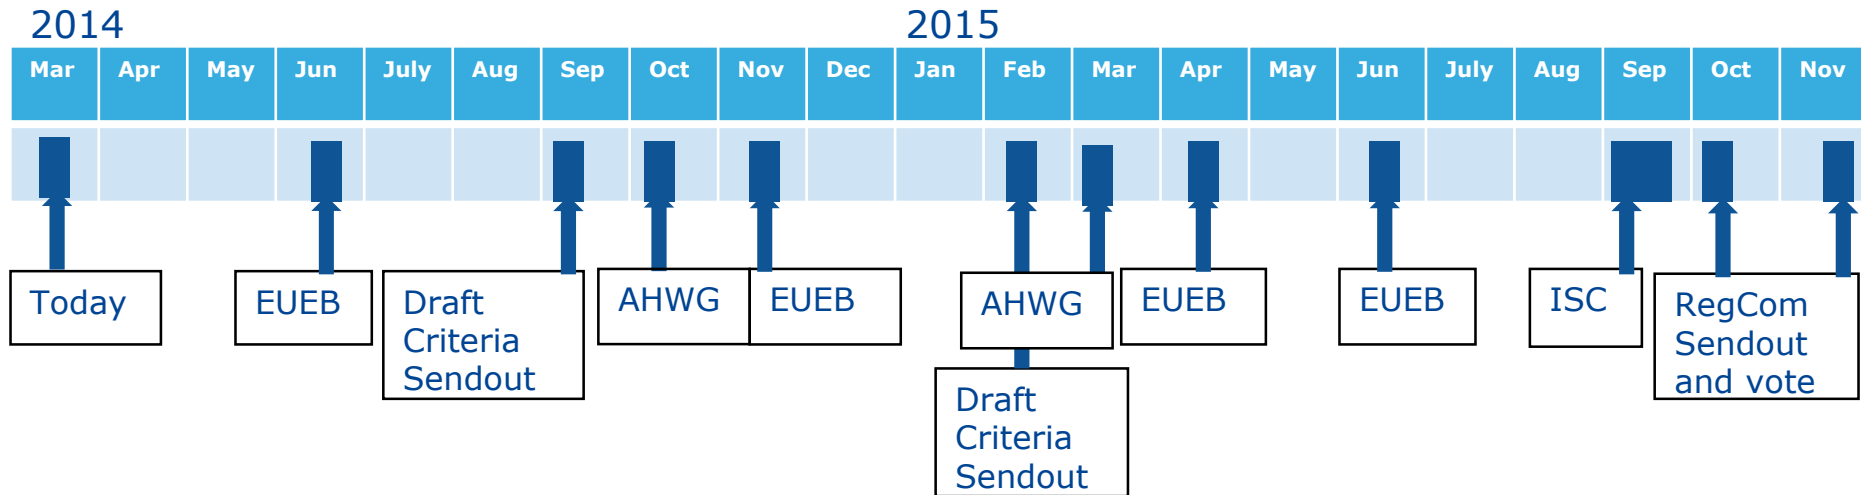 2014 2015
Mar Apr May Jun July Aug Sep Oct Nov Dec Jan Feb Mar Apr May Jun July Aug Sep Oct Nov
Today
EUEB
Draft
Criteria
Sendout
AHWG
EUEB
AHWG
EUEB
EUEB
ISC
RegCom
Sendout
and vote
Draft
Criteria
Sendout